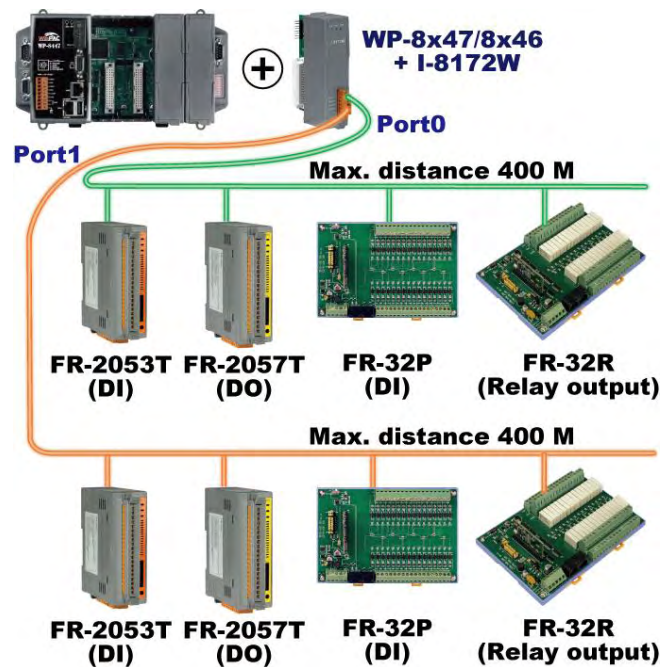 WP-8447
WP-8x47/8x46
+ I-8172W
Port0
Port1
Max. distance 400 M
FR-2053T
(DI)
FR-2057T
(DO)
FR-32P
(DI)
FR-32R
(Relay output)
Max. distance 400 M
FR-2053T
(DI)
FR-2057T
(DO)
FR-32P
(DI)
FR-32R
(Relay output)